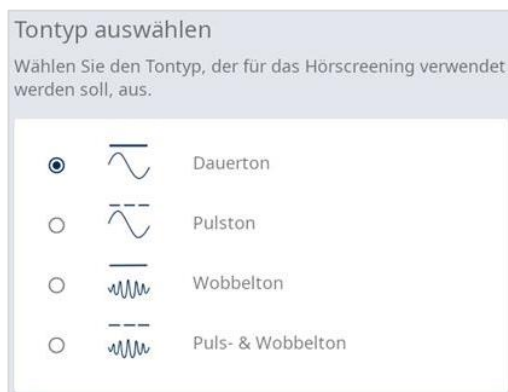 Tontyp auswählen
Wählen Sie den Tontyp, der für das Hörscreening verwendet
werden soll, aus.
Dauerton
Pulston
Wobbelton
Puls- & Wobbelton